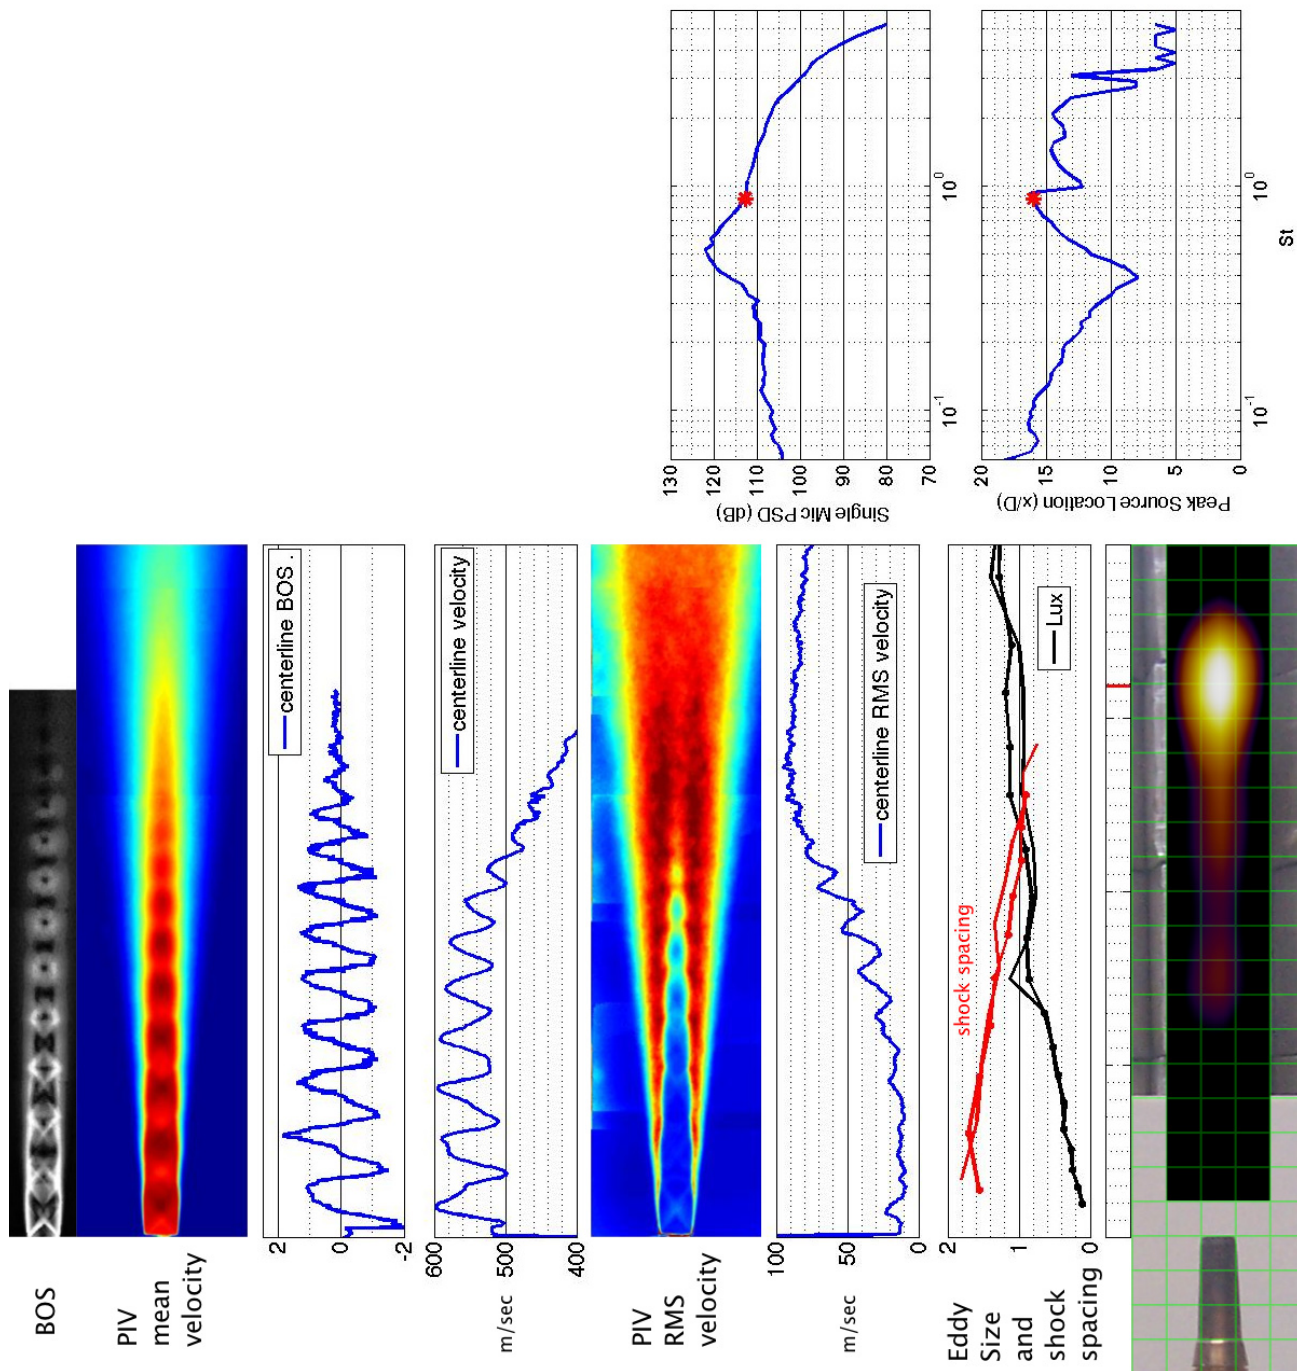 BOS
PIV
mean
velocity
centerline BOS.
2
0
-2
centerline velocity
m/sec
600
500
400
PIV
RMS
velocity
centerline RMS velocity
m/sec
100
50
0
Eddy
Size
and
shock
spacing
2
1
0
shock spacing
Lux
Single Mic PSD (dB)
130
120
110
100
90
80
70
10⁻¹
10⁰
Peak Source Location (x/D)
20
15
10
5
0
10⁻¹
10⁰
St